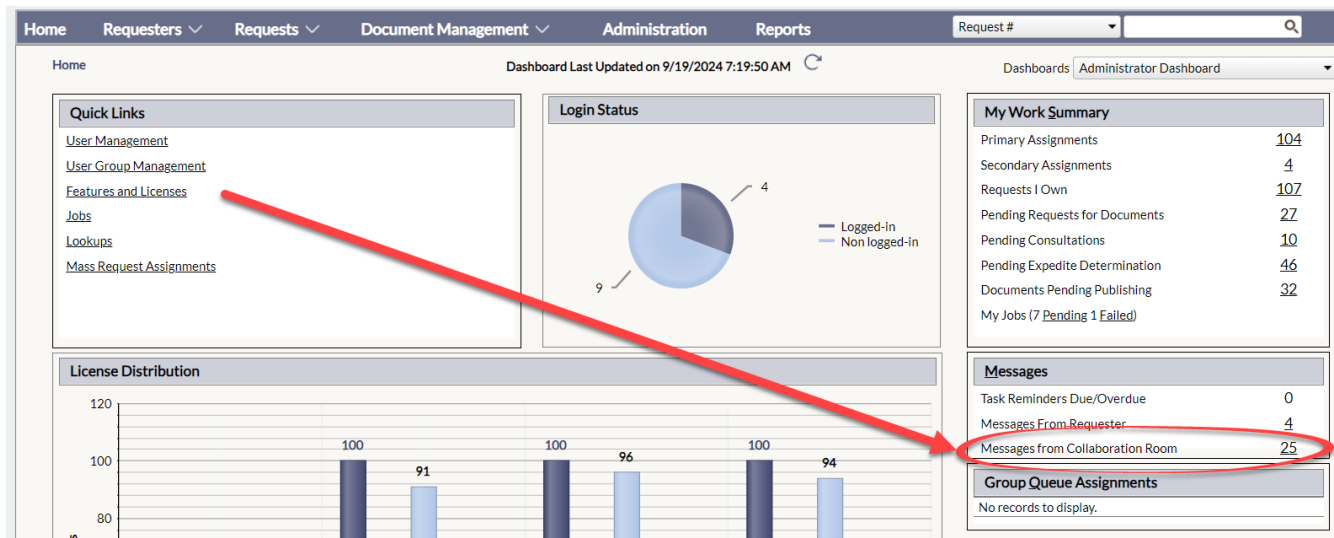 Home Requesters Requests Document Management Administration Reports Request #
Home Dashboard Last Updated on 9/19/2024 7:19:50 AM Dashboards Administrator Dashboard
Quick Links
User Management
User Group Management
Features and Licenses
Jobs
Lookups
Mass Request Assignments
Login Status
4
9
Logged-in
Non logged-in
My Work Summary
Primary Assignments 104
Secondary Assignments 4
Requests I Own 107
Pending Requests for Documents 27
Pending Consultations 10
Pending Expedite Determination 46
Documents Pending Publishing 32
My Jobs (7 Pending 1 Failed)
License Distribution
120
100
80
100 91
100 96
100 94
Messages
Task Reminders Due/Overdue 0
Messages From Requester 4
Messages from Collaboration Room 25
Group Queue Assignments
No records to display.